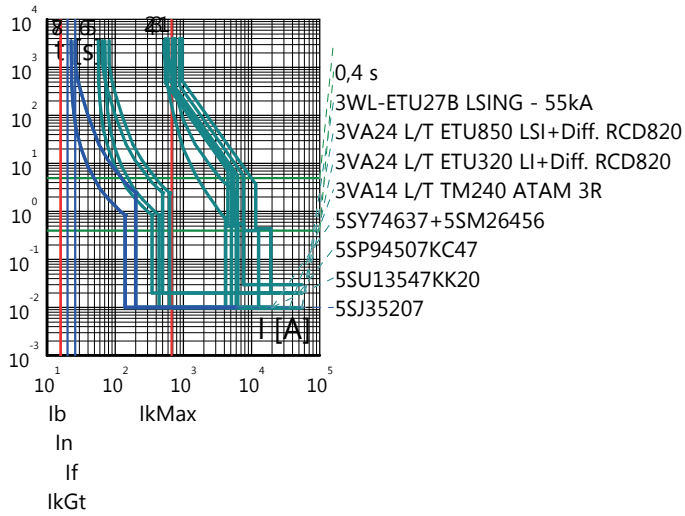 10 4
10 3
10 2
10 1
10 0
10 -1
10 -2
10 -3
t [s]
I [A]
10 1
10 2
10 3
10 4
10 5
Ib
IkMax
In
If
IkGt
0,4 s
3WL-ETU27B LSING - 55kA
3VA24 L/T ETU850 LSI+Diff. RCD820
3VA24 L/T ETU320 LI+Diff. RCD820
3VA14 L/T TM240 ATAM 3R
5SY74637+5SM26456
5SP94507KC47
5SU13547KK20
5SJ35207